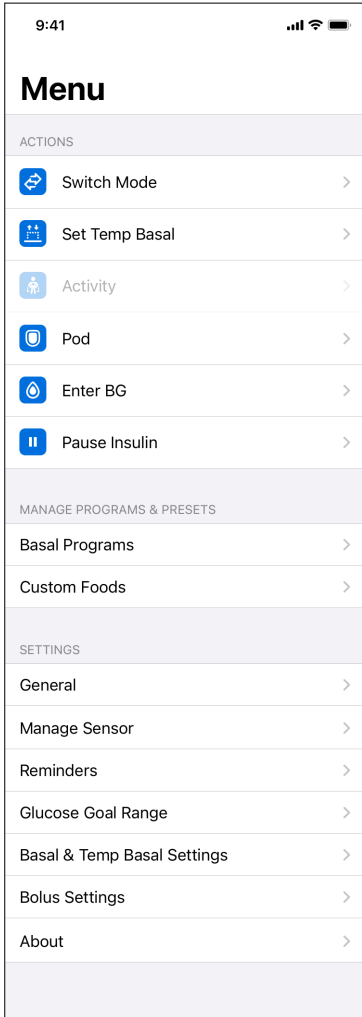 9:41
Menu
ACTIONS
Switch Mode
Set Temp Basal
Activity
Pod
Enter BG
Pause Insulin
MANAGE PROGRAMS & PRESETS
Basal Programs
Custom Foods
SETTINGS
General
Manage Sensor
Reminders
Glucose Goal Range
Basal & Temp Basal Settings
Bolus Settings
About